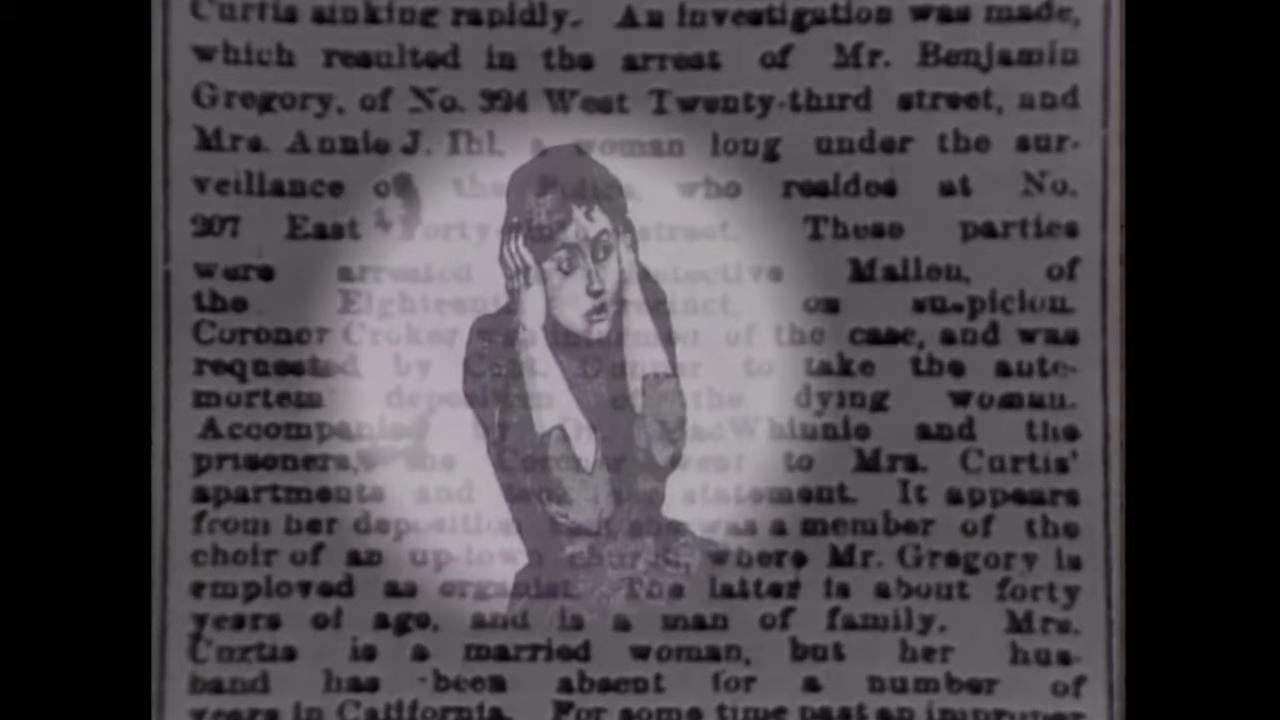 Curtis sinking rapidly. An investigation was made,
which resulted in the arrest of Mr. Benjamin
Gregory, of No. 394 West Twenty-third street, and
Mrs. Annie J. Ihl, a woman long under the sur-
veillance of the Police, who resides at No.
207 East Forty- street. These parties
were arrested Detective Mallon, of
the Eighteenth Precinct, on suspicion.
Coroner Croker was informed of the case, and was
requested by Capt. to take the ante-
mortem deposition of the dying woman.
Accompanied by Dr. MacWhinnie and the
prisoners, the Coroner went to Mrs. Curtis'
apartments and statement. It appears
from her deposition that she was a member of the
choir of an up-town church, where Mr. Gregory is
employed as organist. The latter is about forty
years of age, and is a man of family. Mrs.
Curtis is a married woman, but her hus-
band has been absent for a number of
years in California. For some time past an improper